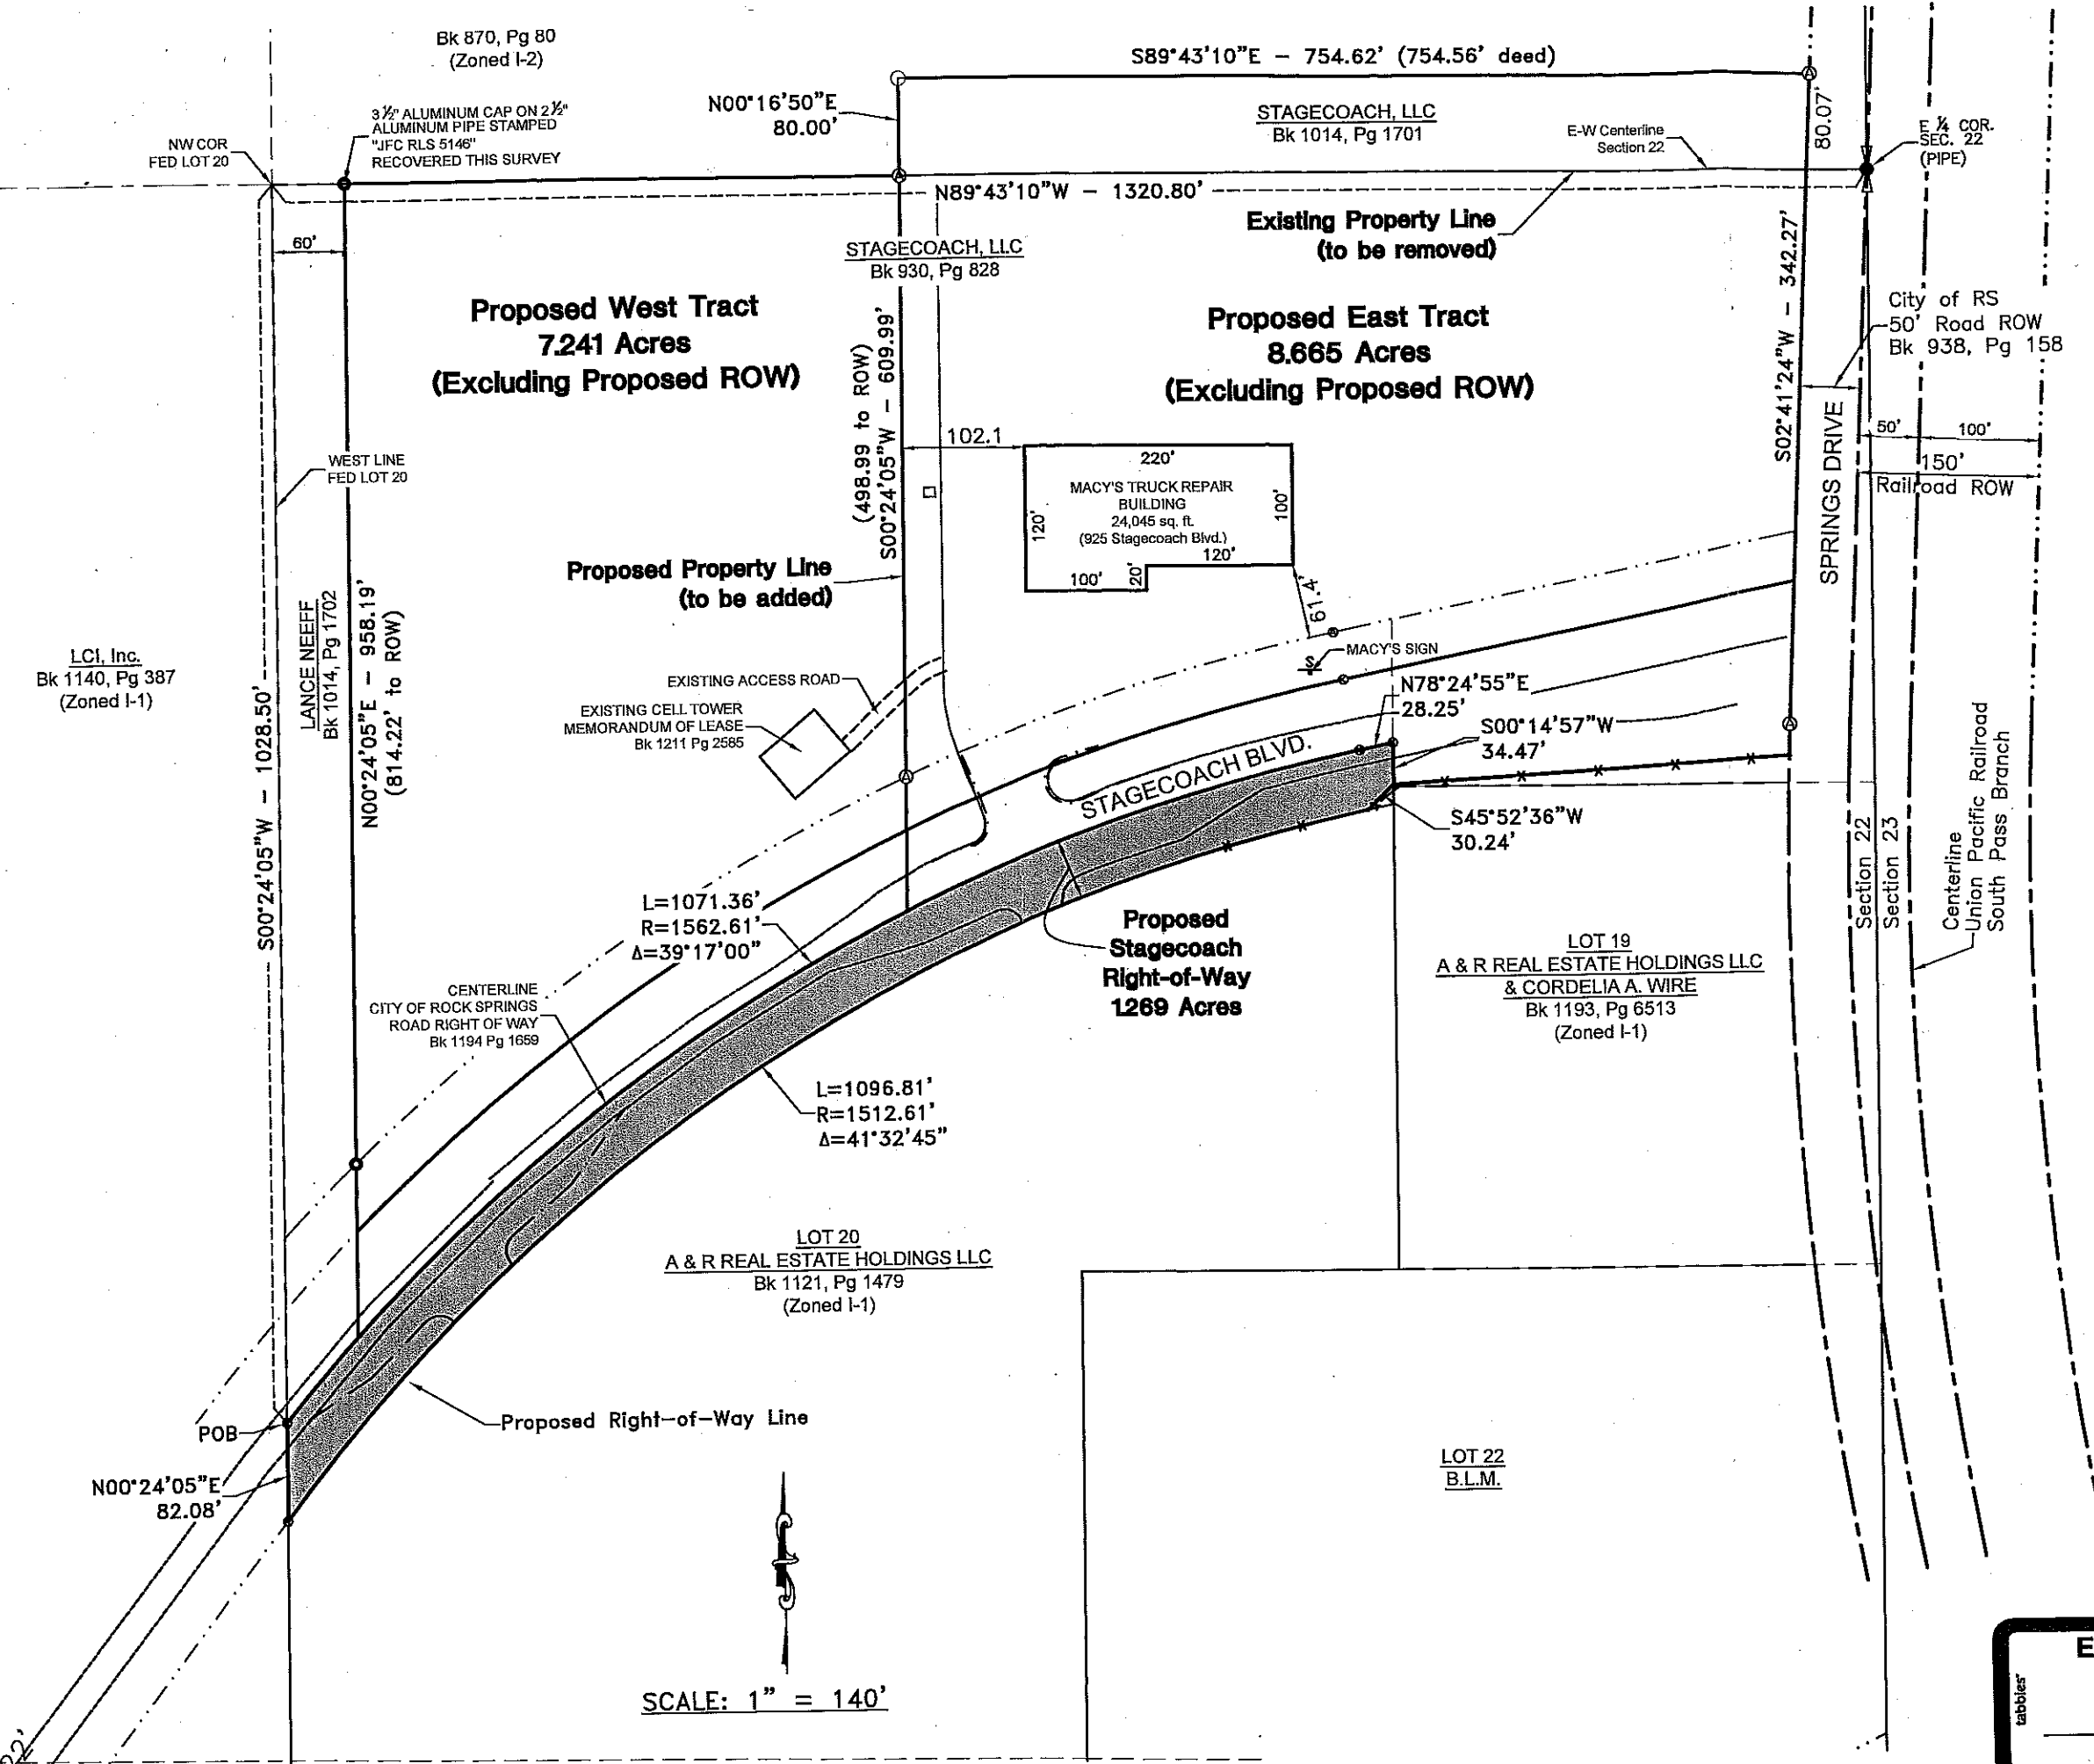 Bk 870, Pg 80
(Zoned I-2)
S89°43'10"E - 754.62' (754.56' deed)
N00°16'50"E
80.00'
3 ½" ALUMINUM CAP ON 2 ½"
ALUMINUM PIPE STAMPED
"JFC RLS 5146"
RECOVERED THIS SURVEY
NW COR
FED LOT 20
STAGECOACH, LLC
Bk 1014, Pg 1701
E-W Centerline
Section 22
80.07'
E ¼ COR.
SEC. 22
(PIPE)
N89°43'10"W - 1320.80'
60'
STAGECOACH, LLC
Bk 930, Pg 828
Existing Property Line
(to be removed)
Proposed West Tract
7.241 Acres
(Excluding Proposed ROW)
Proposed East Tract
8.665 Acres
(Excluding Proposed ROW)
S02°41'24"W - 342.27'
City of RS
50' Road ROW
Bk 938, Pg 158
(498.99 to ROW)
S00°24'05"W - 609.99'
102.1
SPRINGS DRIVE
50'
100'
150'
Railroad ROW
WEST LINE
FED LOT 20
220'
MACY'S TRUCK REPAIR
BUILDING
24,045 sq. ft.
(925 Stagecoach Blvd.)
120'
100'
120'
100'
20'
61.4'
Proposed Property Line
(to be added)
LANCE NEEFF
Bk 1014, Pg 1702
N00°24'05"E - 958.19'
(814.22' to ROW)
LCI, Inc.
Bk 1140, Pg 387
(Zoned I-1)
S00°24'05"W - 1028.50'
S
MACY'S SIGN
EXISTING ACCESS ROAD
EXISTING CELL TOWER
MEMORANDUM OF LEASE
Bk 1211 Pg 2585
N78°24'55"E
28.25'
S00°14'57"W
34.47'
STAGECOACH BLVD.
S45°52'36"W
30.24'
Section 22
Section 23
Centerline
Union Pacific Railroad
South Pass Branch
L=1071.36'
R=1562.61'
Δ=39°17'00"
Proposed
Stagecoach
Right-of-Way
1.269 Acres
LOT 19
A & R REAL ESTATE HOLDINGS LLC
& CORDELIA A. WIRE
Bk 1193, Pg 6513
(Zoned I-1)
CENTERLINE
CITY OF ROCK SPRINGS
ROAD RIGHT OF WAY
Bk 1194 Pg 1659
L=1096.81'
R=1512.61'
Δ=41°32'45"
LOT 20
A & R REAL ESTATE HOLDINGS LLC
Bk 1121, Pg 1479
(Zoned I-1)
Proposed Right-of-Way Line
POB
N00°24'05"E
82.08'
LOT 22
B.L.M.
SCALE: 1" = 140'
22'
E
tabbies'